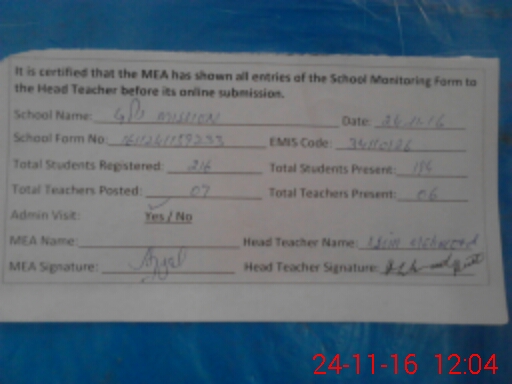 It is certified that the MEA has shown all entries of the School Monitoring Form to
the Head Teacher before its online submission.
School Name: GPS MISSION Date: 24-11-16
School Form No: EMIS Code:
Total Students Registered: 216 Total Students Present:
Total Teachers Posted: 07 Total Teachers Present: 06
Admin Visit: Yes / No
MEA Name: Head Teacher Name:
MEA Signature: Head Teacher Signature:
24-11-16 12:04